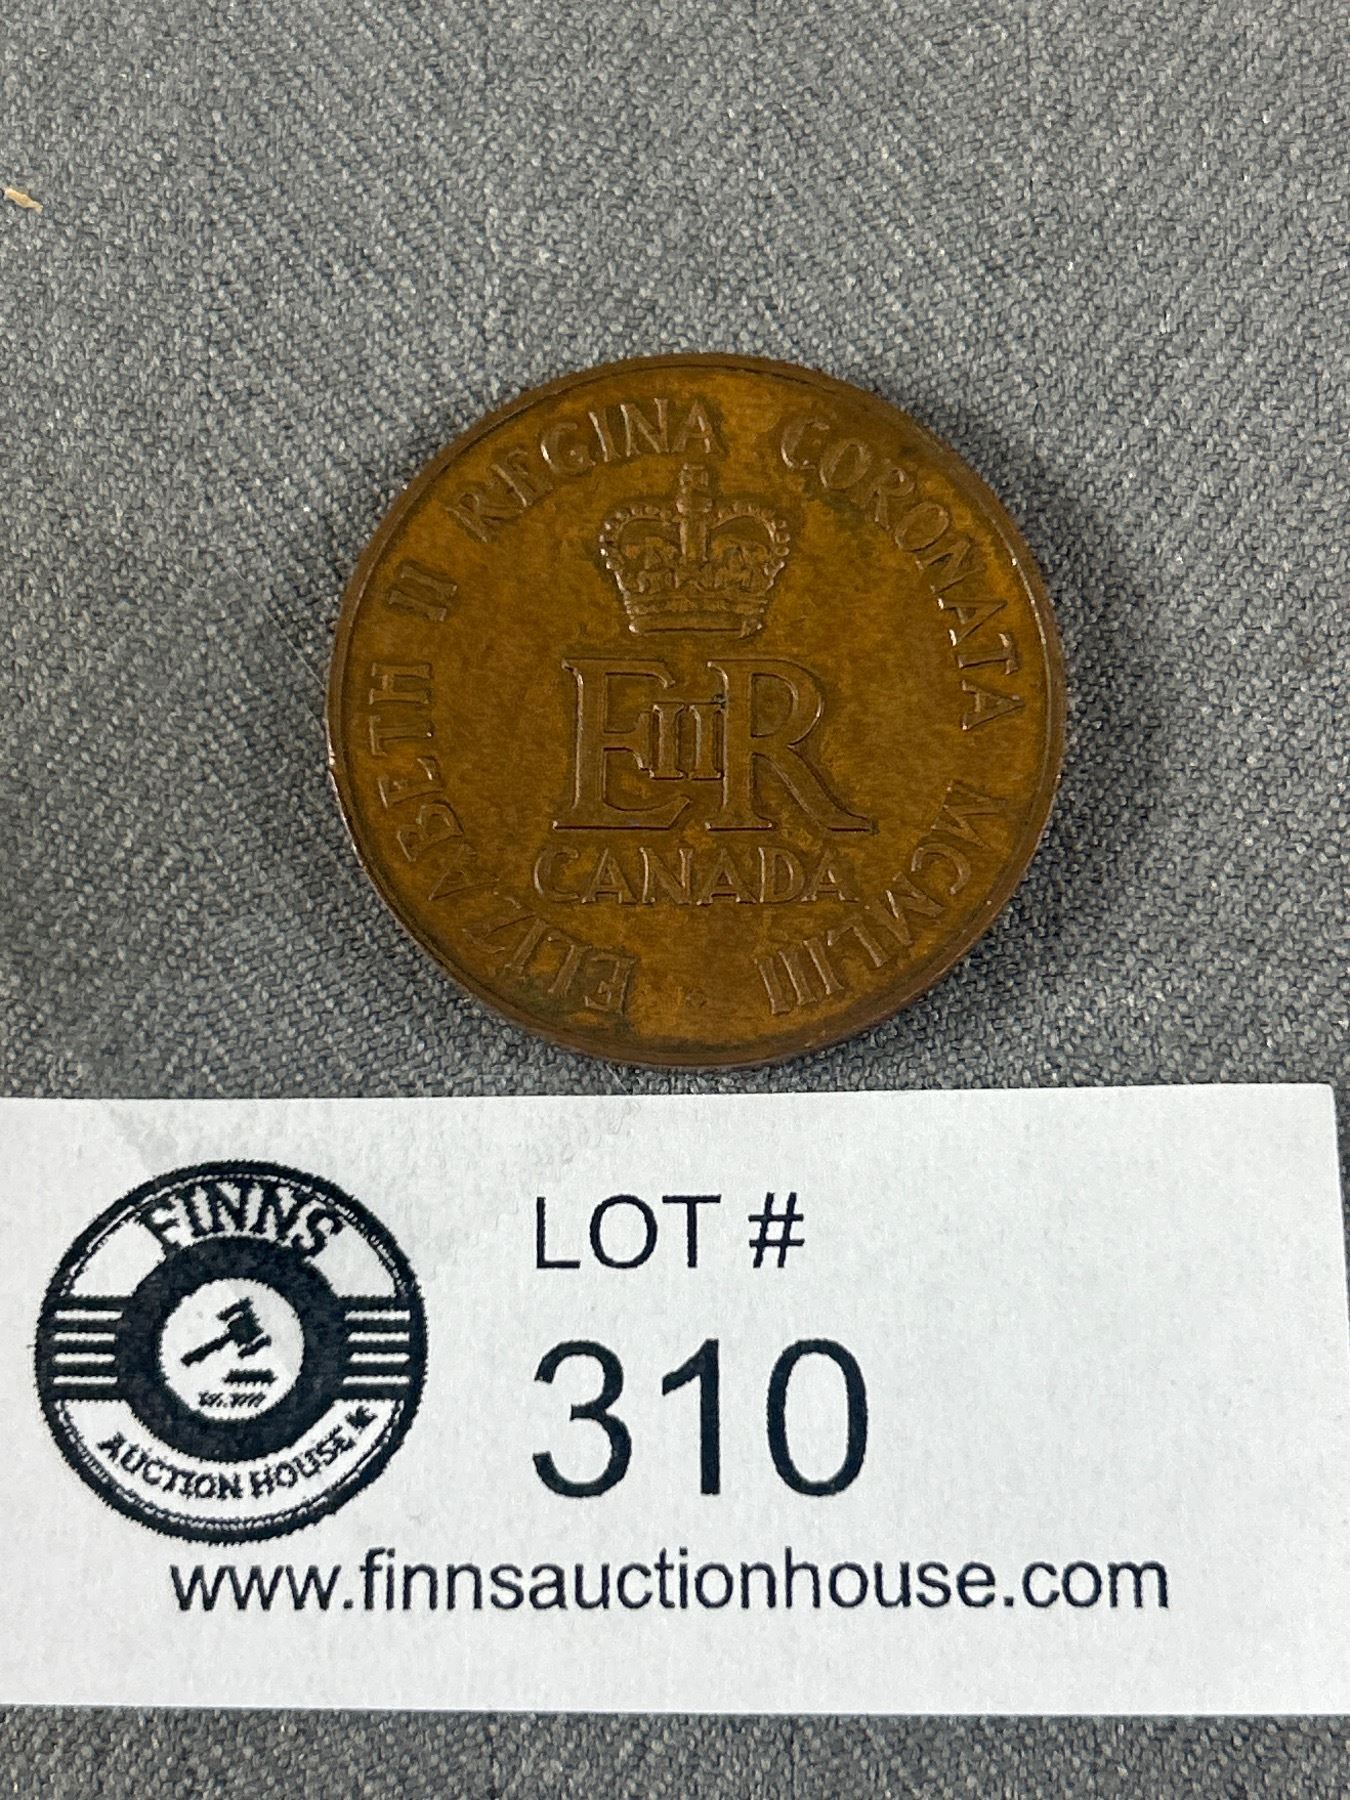 ELIZABETH II REGINA CORONATA MCMLIII
EIIR
CANADA
FINNS
AUCTION HOUSE
LOT #
310
www.finnsauctionhouse.com